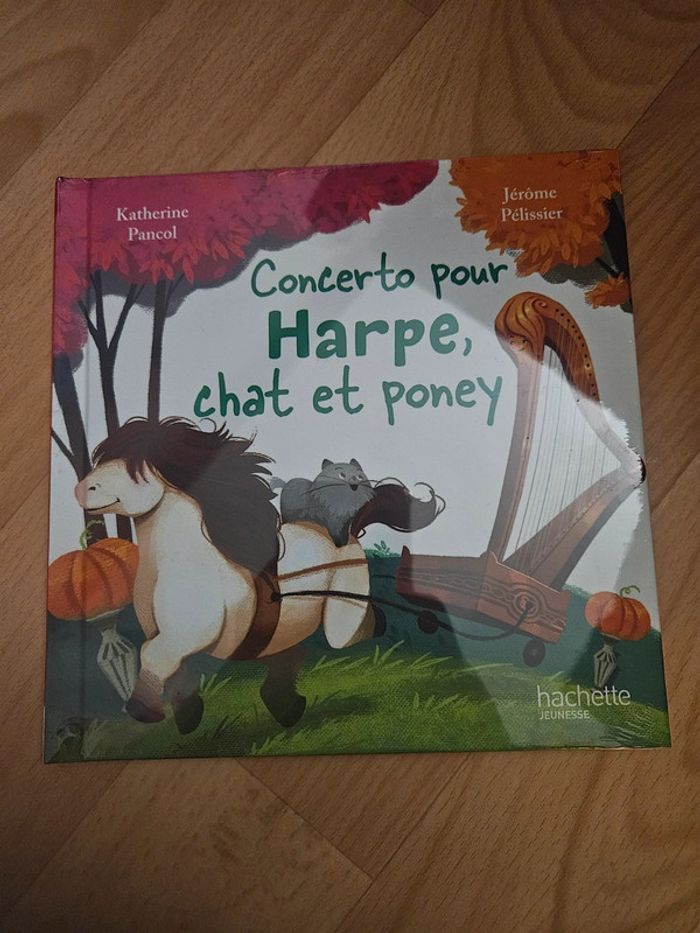 Katherine
Pancol
Jérôme
Pélissier
Concerto pour
Harpe,
chat et poney
hachette
JEUNESSE